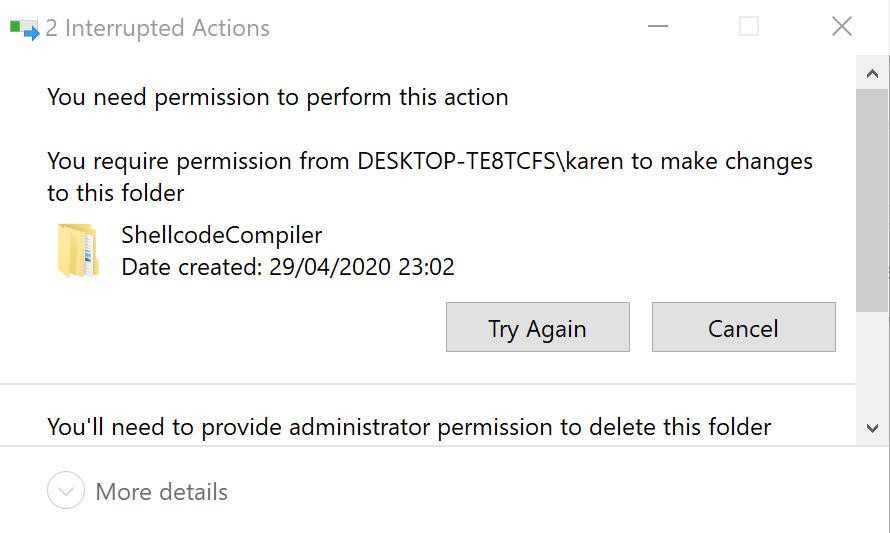 2 Interrupted Actions
You need permission to perform this action
You require permission from DESKTOP-TE8TCFS\karen to make changes
to this folder
ShellcodeCompiler
Date created: 29/04/2020 23:02
Try Again
Cancel
You'll need to provide administrator permission to delete this folder
More details